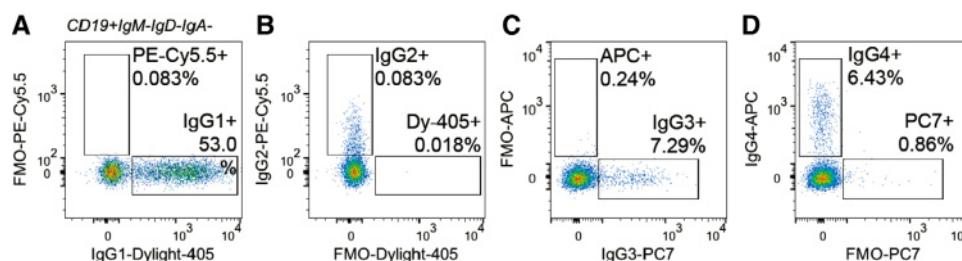 A
CD19+IgM-IgD-IgA-
FMO-PE-Cy5.5
10³
10²
0
PE-Cy5.5+
0.083%
IgG1+
53.0
%
0
10³
10⁴
IgG1-Dylight-405
B
IgG2-PE-Cy5.5
10³
10²
0
IgG2+
0.083%
Dy-405+
0.018%
0
10³
10⁴
FMO-Dylight-405
C
FMO-APC
10⁴
10³
0
APC+
0.24%
IgG3+
7.29%
0
10³
10⁴
IgG3-PC7
D
IgG4-APC
10⁴
10³
0
IgG4+
6.43%
PC7+
0.86%
0
10³
10⁴
FMO-PC7